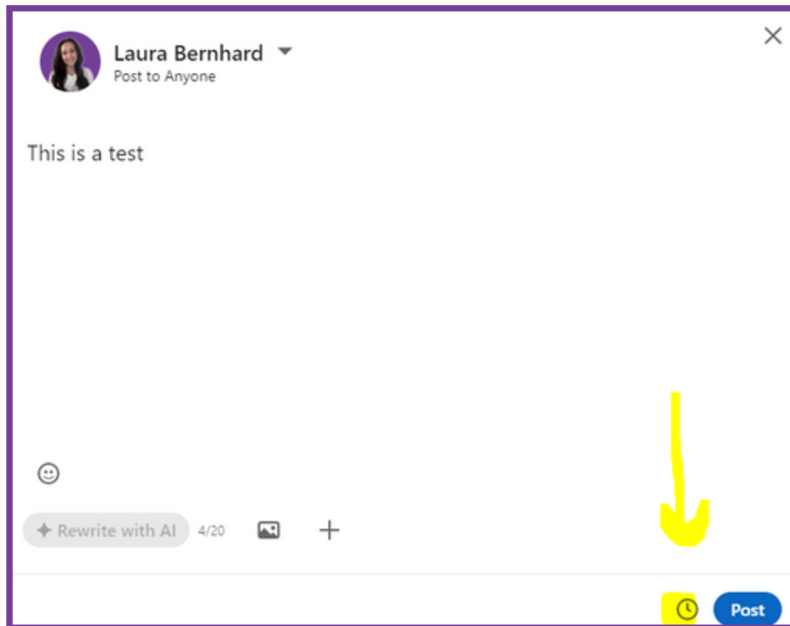 Laura Bernhard
Post to Anyone
This is a test
Rewrite with AI 4/20
Post